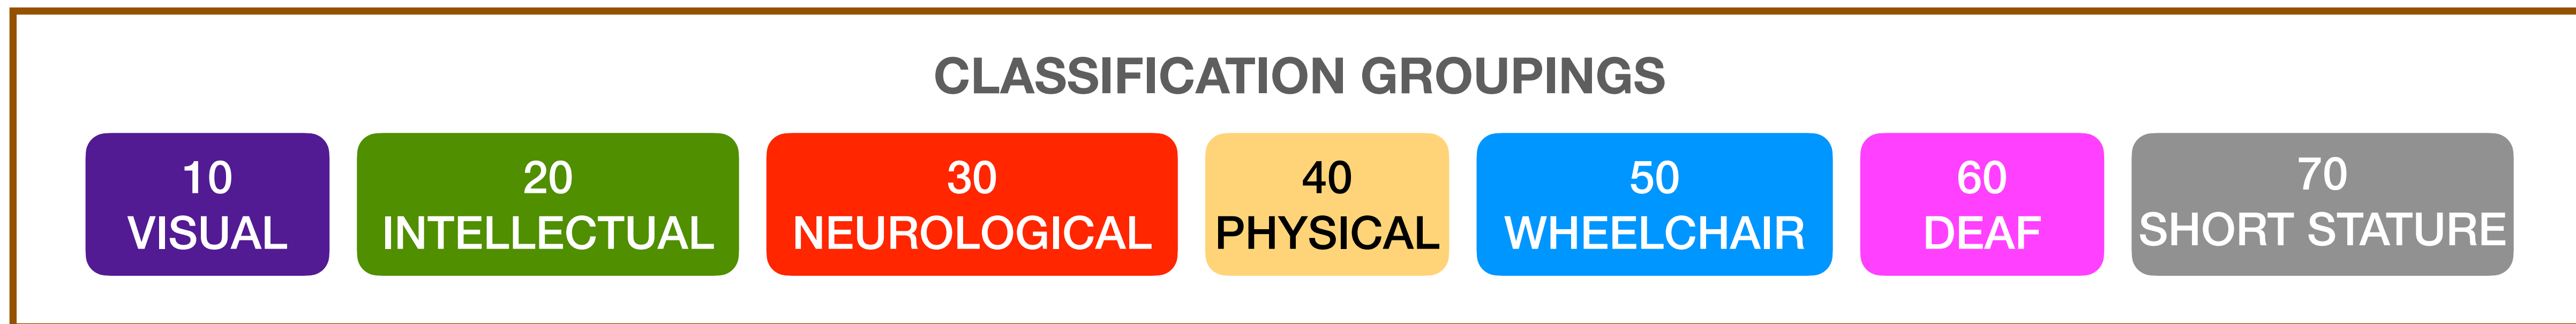 CLASSIFICATION GROUPINGS
10
VISUAL
20
INTELLECTUAL
30
NEUROLOGICAL
40
PHYSICAL
50
WHEELCHAIR
60
DEAF
70
SHORT STATURE